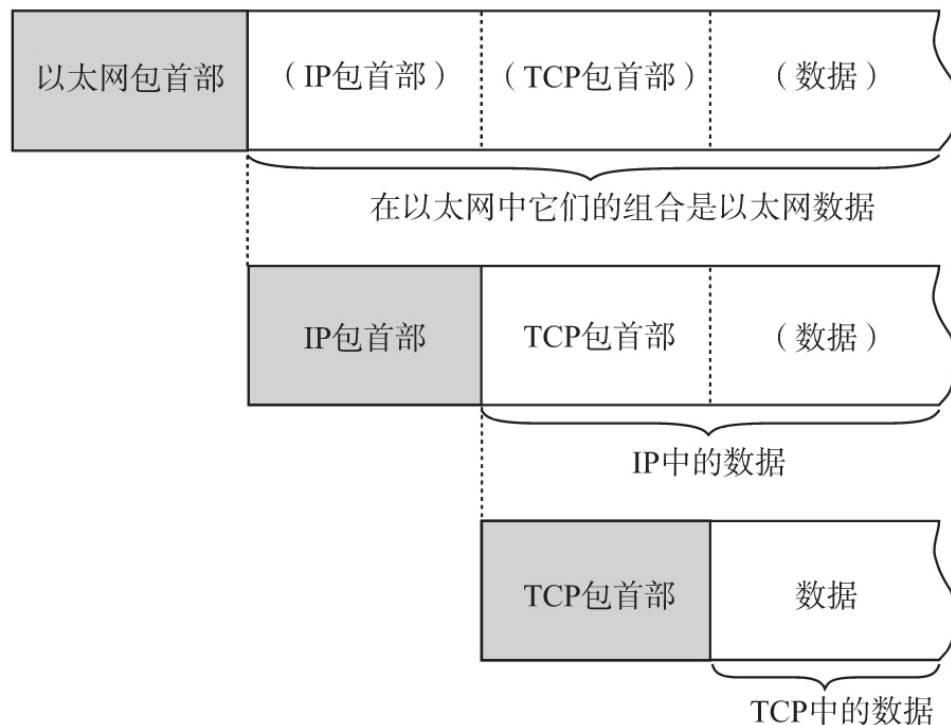 以太网包首部 （IP包首部） （TCP包首部） （数据）
在以太网中它们的组合是以太网数据
IP包首部 TCP包首部 （数据）
IP中的数据
TCP包首部 数据
TCP中的数据